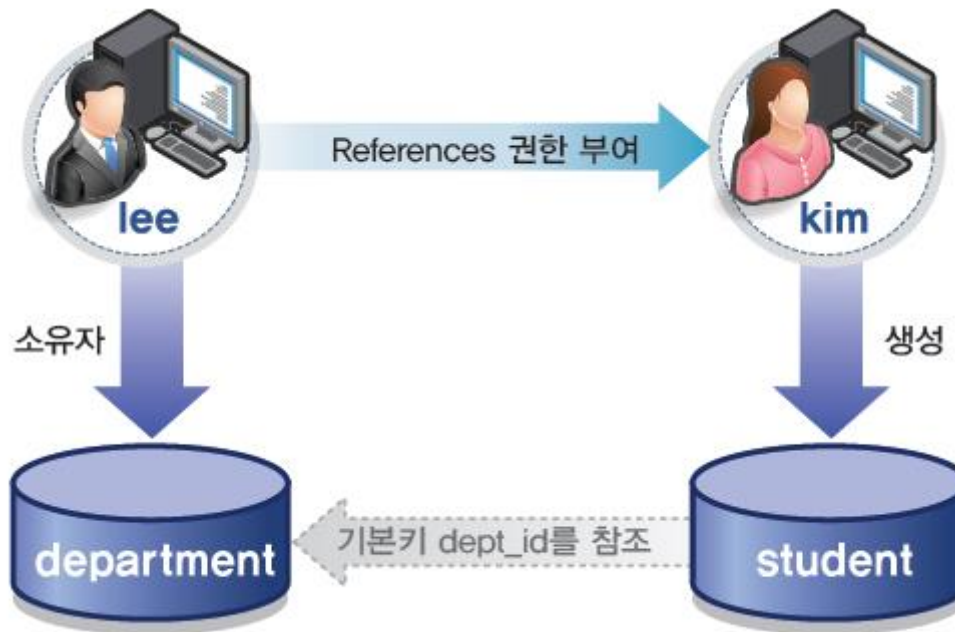 References 권한 부여
lee
kim
소유자
생성
department
기본키 dept_id를 참조
student